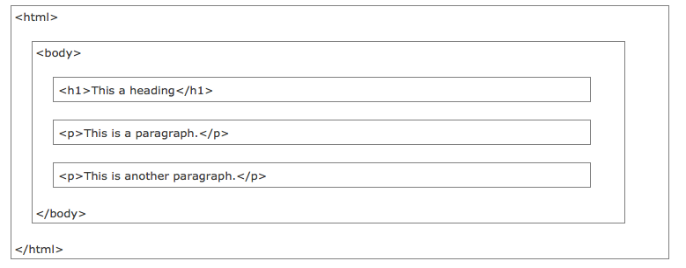 <html>
<body>
<h1>This a heading</h1>
<p>This is a paragraph.</p>
<p>This is another paragraph.</p>
</body>
</html>